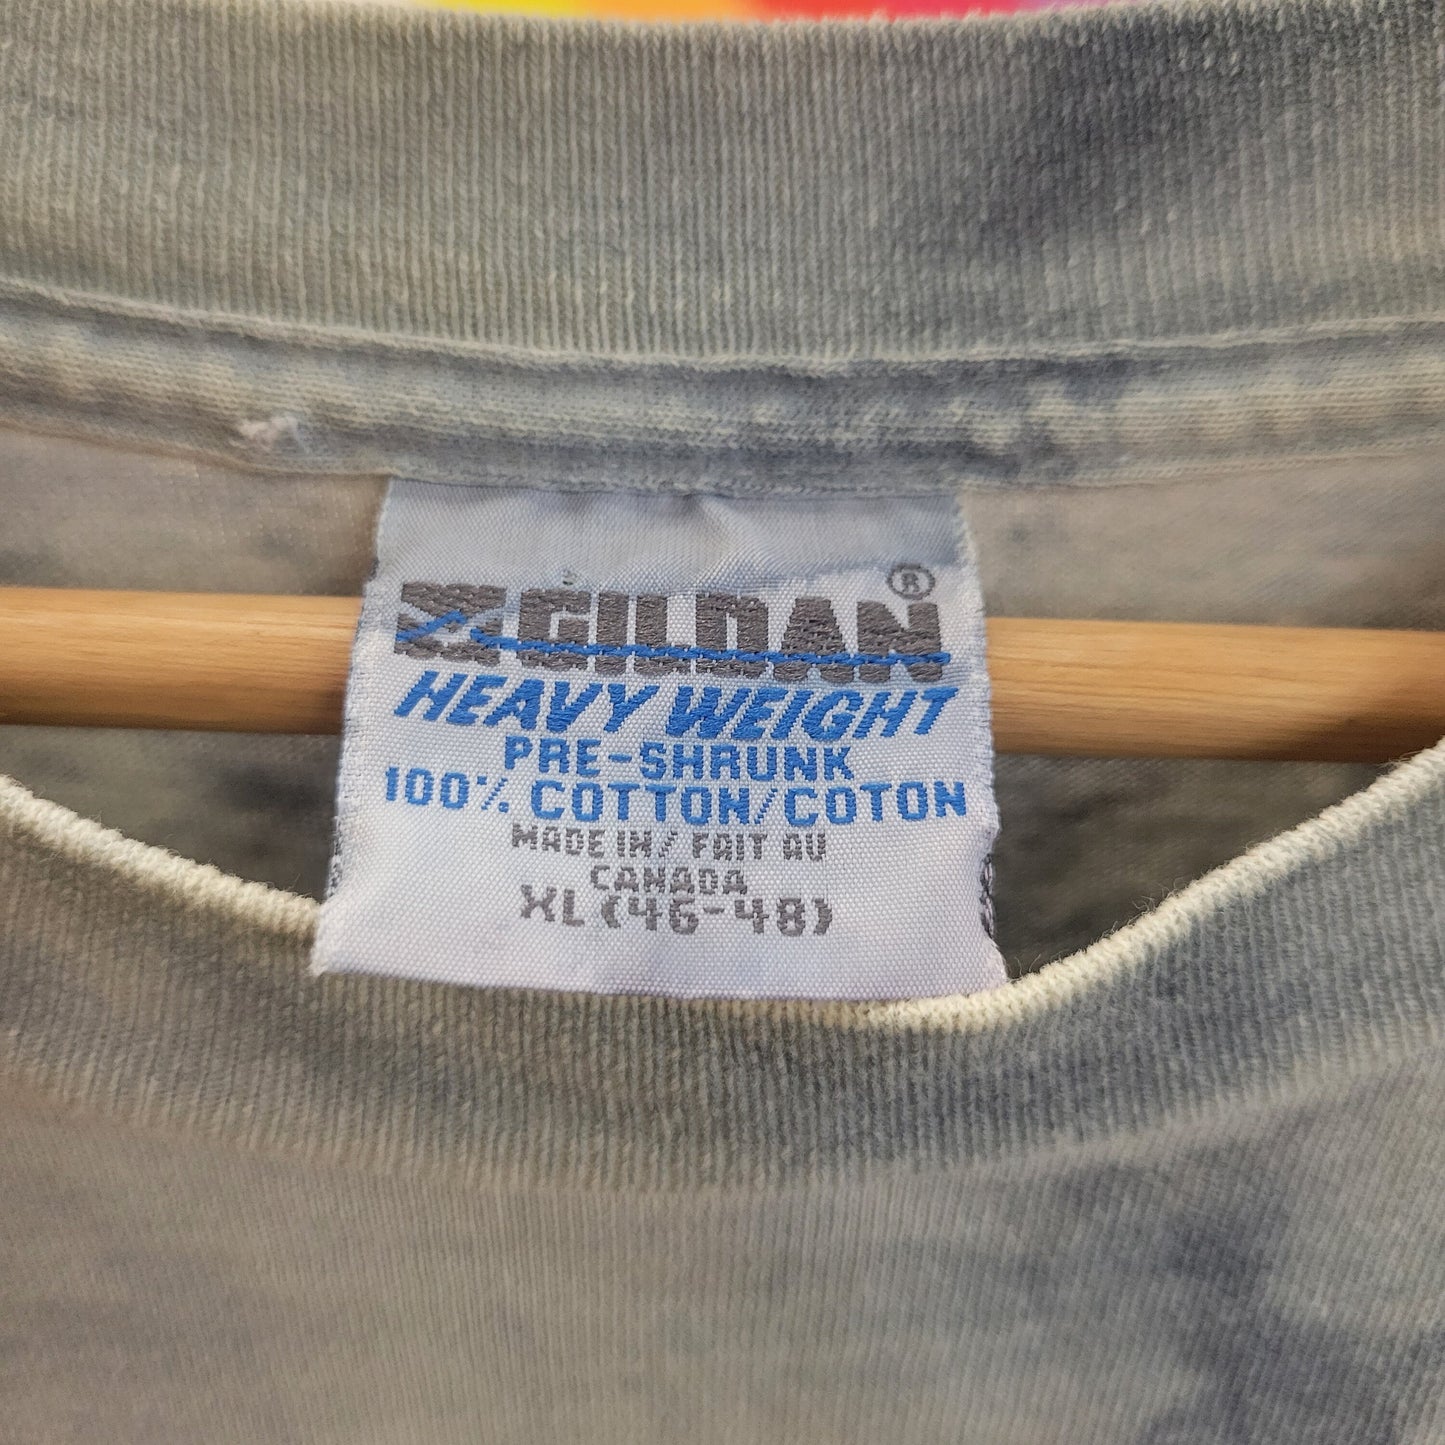 GILDAN®
HEAVY WEIGHT
PRE-SHRUNK
100% COTTON/COTON
MADE IN/ FAIT AU
CANADA
XL (46-48)